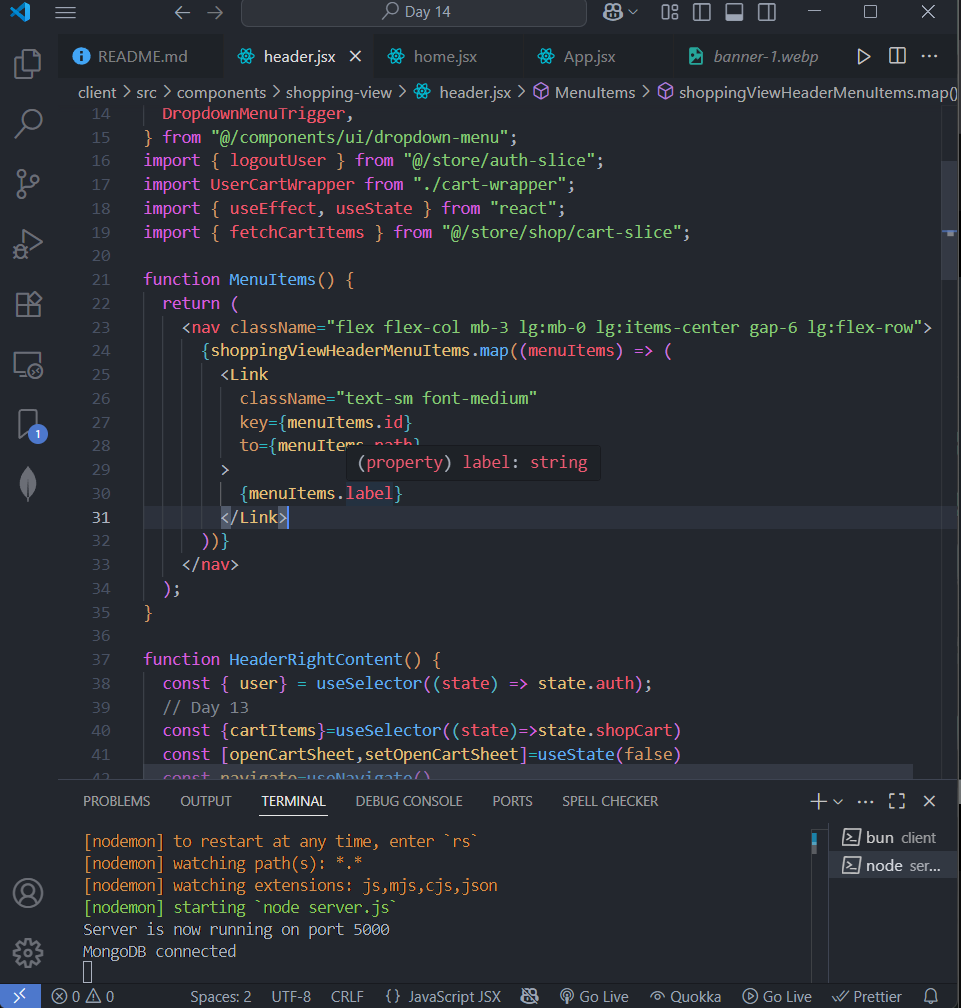 Day 14
README.md
header.jsx
home.jsx
App.jsx
banner-1.webp
client > src > components > shopping-view > header.jsx > MenuItems > shoppingViewHeaderMenuItems.map()
14 DropdownMenuTrigger,
15 } from "@/components/ui/dropdown-menu";
16 import { logoutUser } from "@/store/auth-slice";
17 import UserCartWrapper from "./cart-wrapper";
18 import { useEffect, useState } from "react";
19 import { fetchCartItems } from "@/store/shop/cart-slice";
20
21 function MenuItems() {
22 return (
23 <nav className="flex flex-col mb-3 lg:mb-0 lg:items-center gap-6 lg:flex-row">
24 {shoppingViewHeaderMenuItems.map((menuItems) => (
25 <Link
26 className="text-sm font-medium"
27 key={menuItems.id}
28 to={menuItems.path}
(property) label: string
29 >
30 {menuItems.label}
31 </Link>
32 ))}
33 </nav>
34 );
35 }
36
37 function HeaderRightContent() {
38 const { user} = useSelector((state) => state.auth);
39 // Day 13
40 const {cartItems}=useSelector((state)=>state.shopCart)
41 const [openCartSheet,setOpenCartSheet]=useState(false)
42 const navigate=useNavigate()
PROBLEMS OUTPUT TERMINAL DEBUG CONSOLE PORTS SPELL CHECKER
[nodemon] to restart at any time, enter `rs`
[nodemon] watching path(s): *.*
[nodemon] watching extensions: js,mjs,cjs,json
[nodemon] starting `node server.js`
Server is now running on port 5000
MongoDB connected
bun client
node ser...
1
0 0 Spaces: 2 UTF-8 CRLF {} JavaScript JSX Go Live Quokka Go Live Prettier